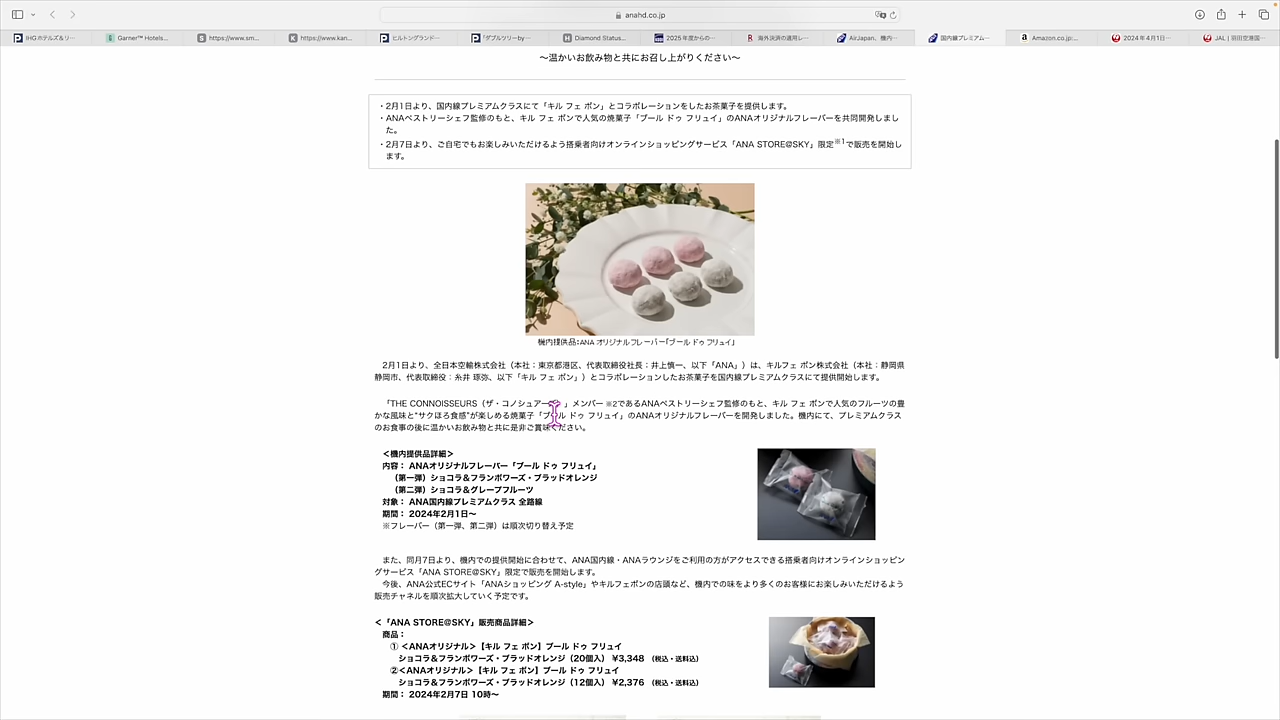 anahd.co.jp
IHGホテルズ&リ…
Garner™ Hotels…
https://www.sm…
https://www.kan…
ヒルトングランド…
「ダブルツリーby…
Diamond Status…
2025年度からの…
海外決済の適用レ…
AirJapan、機内…
国内線プレミアム…
Amazon.co.jp:…
2024年4月1日…
JAL | 羽田空港国…
～温かいお飲み物と共にお召し上がりください～
・2月1日より、国内線プレミアムクラスにて「キル フェ ボン」とコラボレーションをしたお茶菓子を提供します。
・ANAペストリーシェフ監修のもと、キル フェ ボンで人気の焼菓子「ブール ドゥ フリュイ」のANAオリジナルフレーバーを共同開発しまし
た。
・2月7日より、ご自宅でもお楽しみいただけるよう搭乗者向けオンラインショッピングサービス「ANA STORE@SKY」限定※1で販売を開始し
ます。
機内提供品：ANA オリジナルフレーバー「ブール ドゥ フリュイ」
2月1日より、全日本空輸株式会社（本社：東京都港区、代表取締役社長：井上慎一、以下「ANA」）は、キルフェ ボン株式会社（本社：静岡県
静岡市、代表取締役：糸井 琢弥、以下「キル フェ ボン」）とコラボレーションしたお茶菓子を国内線プレミアムクラスにて提供開始します。
「THE CONNOISSEURS（ザ・コノシュアーズ）」メンバー ※2であるANAペストリーシェフ監修のもと、キル フェ ボンで人気のフルーツの豊
かな風味と"サクほろ食感"が楽しめる焼菓子「ブール ドゥ フリュイ」のANAオリジナルフレーバーを開発しました。機内にて、プレミアムクラス
のお食事の後に温かいお飲み物と共に是非ご賞味ください。
＜機内提供品詳細＞
内容： ANAオリジナルフレーバー「ブール ドゥ フリュイ」
（第一弾）ショコラ＆フランボワーズ・ブラッドオレンジ
（第二弾）ショコラ＆グレープフルーツ
対象： ANA国内線プレミアムクラス 全路線
期間： 2024年2月1日～
※フレーバー（第一弾、第二弾）は順次切り替え予定
また、同月7日より、機内での提供開始に合わせて、ANA国内線・ANAラウンジをご利用の方がアクセスできる搭乗者向けオンラインショッピン
グサービス「ANA STORE@SKY」限定で販売を開始します。
今後、ANA公式ECサイト「ANAショッピング A-style」やキルフェボンの店頭など、機内での味をより多くのお客様にお楽しみいただけるよう
販売チャネルを順次拡大していく予定です。
＜「ANA STORE@SKY」販売商品詳細＞
商品：
① ＜ANAオリジナル＞【キル フェ ボン】ブール ドゥ フリュイ
ショコラ＆フランボワーズ・ブラッドオレンジ（20個入）¥3,348 （税込・送料込）
②＜ANAオリジナル＞【キル フェ ボン】ブール ドゥ フリュイ
ショコラ＆フランボワーズ・ブラッドオレンジ（12個入）¥2,376 （税込・送料込）
期間： 2024年2月7日 10時～